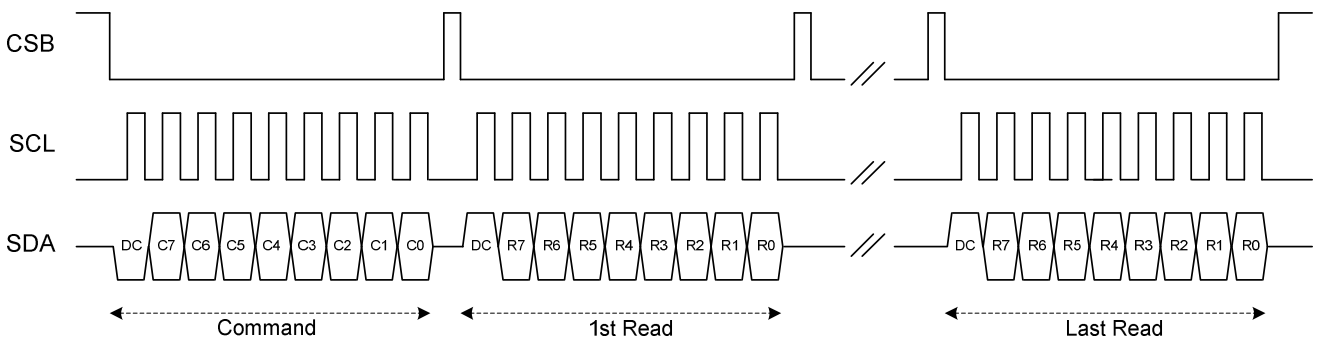 CSB
SCL
SDA DC C7 C6 C5 C4 C3 C2 C1 C0 DC R7 R6 R5 R4 R3 R2 R1 R0 DC R7 R6 R5 R4 R3 R2 R1 R0
Command 1st Read Last Read